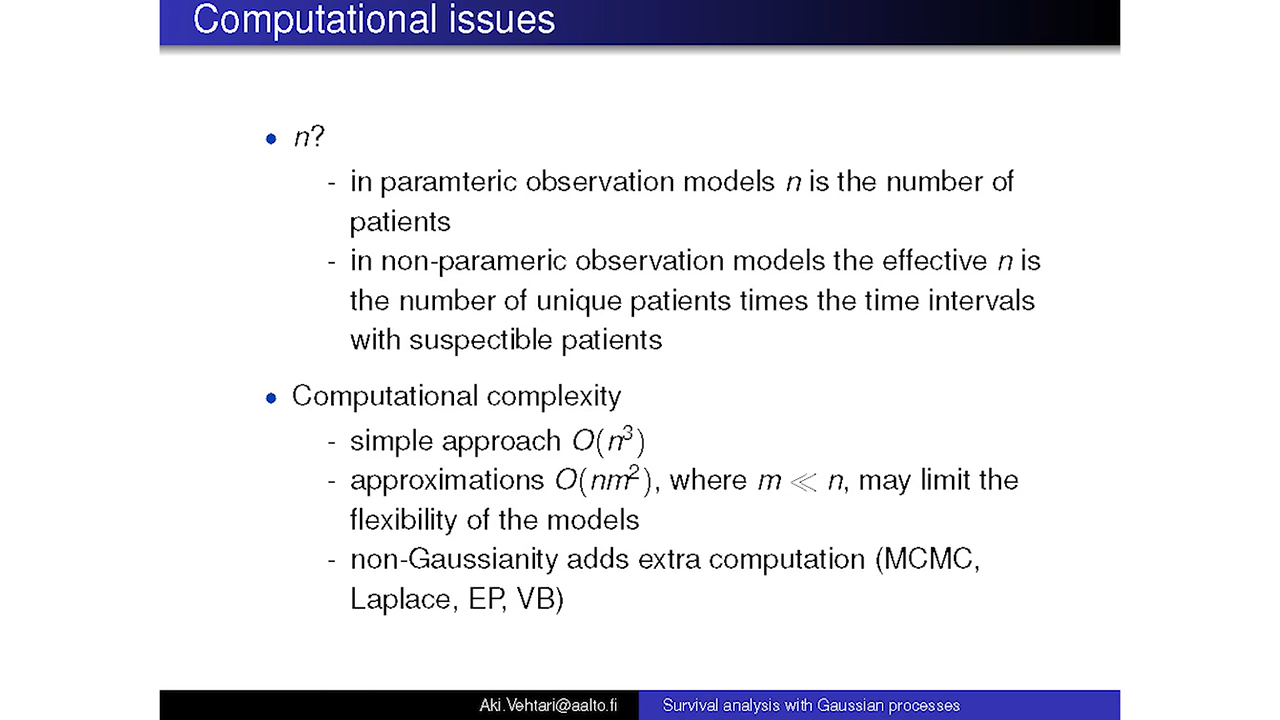 Computational issues
• n?
- in paramteric observation models n is the number of
patients
- in non-parameric observation models the effective n is
the number of unique patients times the time intervals
with suspectible patients
• Computational complexity
- simple approach O(n³)
- approximations O(nm²), where m ≪ n, may limit the
flexibility of the models
- non-Gaussianity adds extra computation (MCMC,
Laplace, EP, VB)
Aki.Vehtari@aalto.fi Survival analysis with Gaussian processes